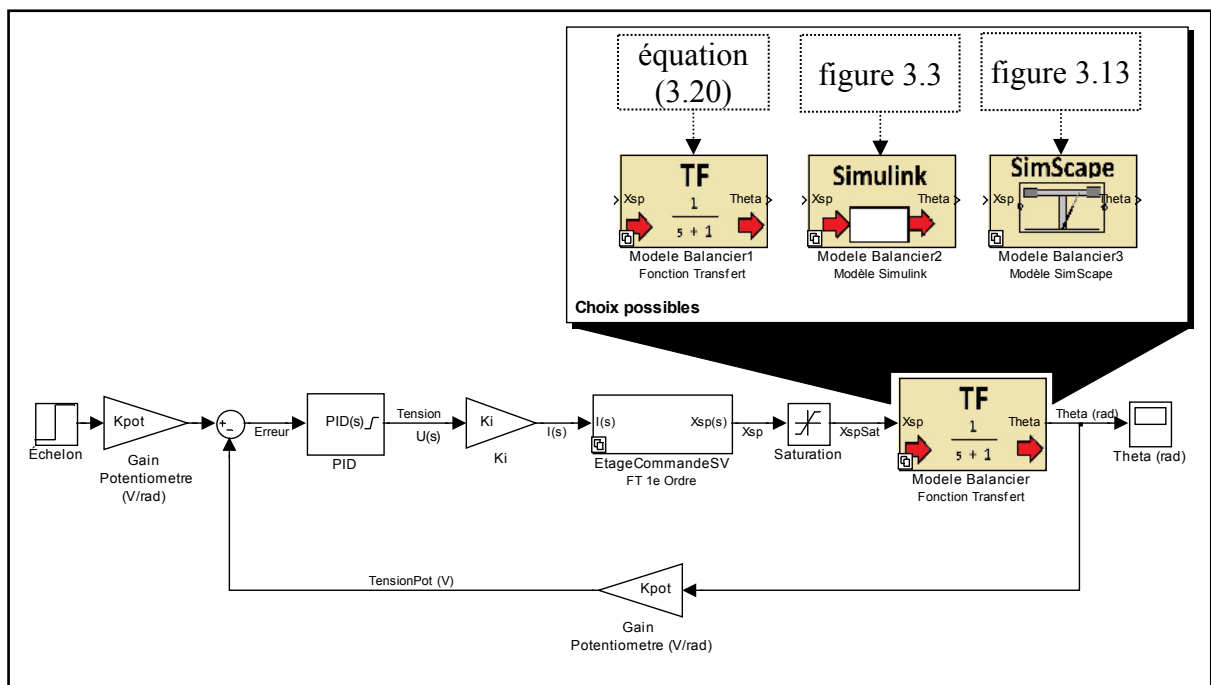 équation
(3.20)
figure 3.3
figure 3.13
TF
Xsp
Theta
1
5 + 1
Modele Balancier1
Fonction Transfert
Simulink
Xsp
Theta
Modele Balancier2
Modèle Simulink
SimScape
Xsp
Theta
Modele Balancier3
Modèle SimScape
Choix possibles
Échelon
Kpot
Gain
Potentiometre
(V/rad)
+
-
Erreur
PID(s)
PID
Tension
U(s)
Ki
Ki
I(s)
I(s)
Xsp(s)
EtageCommandeSV
FT 1e Ordre
Xsp
Saturation
XspSat
TF
Xsp
Theta
1
5 + 1
Modele Balancier
Fonction Transfert
Theta (rad)
Theta (rad)
TensionPot (V)
Kpot
Gain
Potentiometre (V/rad)